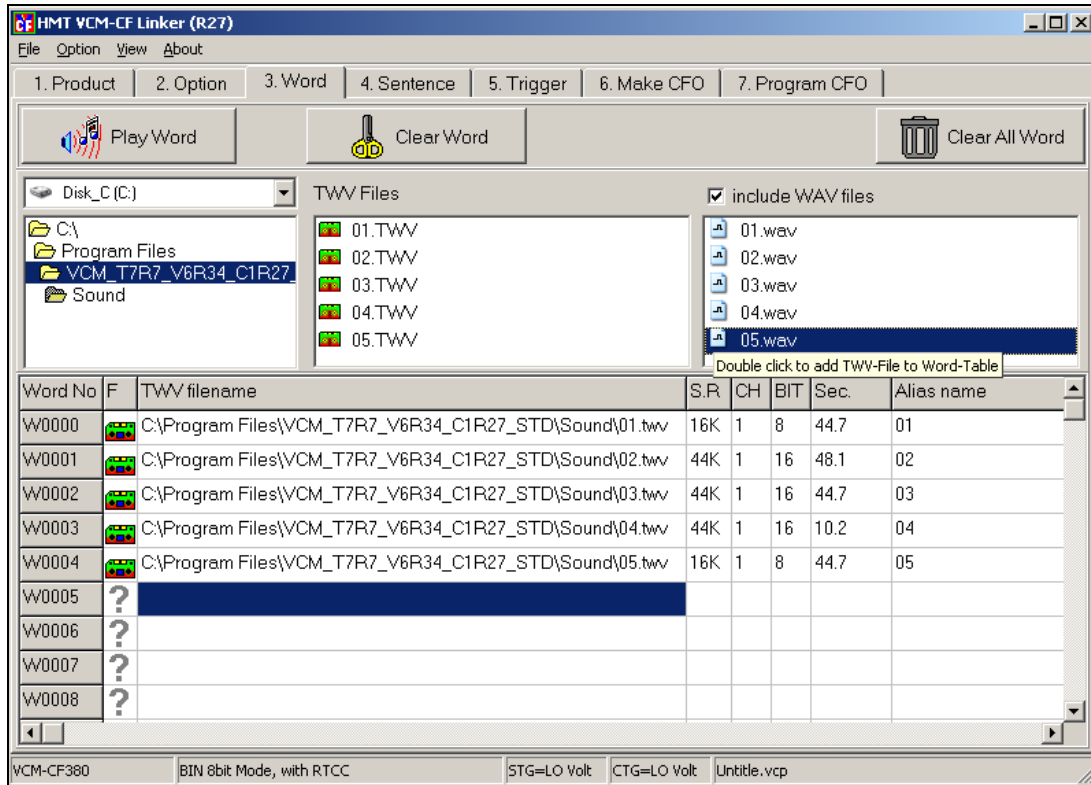 HMT VCM-CF Linker (R27)
File Option View About
1. Product 2. Option 3. Word 4. Sentence 5. Trigger 6. Make CFO 7. Program CFO
Play Word Clear Word Clear All Word
Disk_C (C:) TWV Files include WAV files
C:\ 01.TWV 01.wav
Program Files 02.TWV 02.wav
VCM_T7R7_V6R34_C1R27_ 03.TWV 03.wav
Sound 04.TWV 04.wav
05.TWV 05.wav
Double click to add TWV-File to Word-Table
Word No F TWV filename S.R CH BIT Sec. Alias name
W0000 C:\Program Files\VCM_T7R7_V6R34_C1R27_STD\Sound\01.twv 16K 1 8 44.7 01
W0001 C:\Program Files\VCM_T7R7_V6R34_C1R27_STD\Sound\02.twv 44K 1 16 48.1 02
W0002 C:\Program Files\VCM_T7R7_V6R34_C1R27_STD\Sound\03.twv 44K 1 16 44.7 03
W0003 C:\Program Files\VCM_T7R7_V6R34_C1R27_STD\Sound\04.twv 44K 1 16 10.2 04
W0004 C:\Program Files\VCM_T7R7_V6R34_C1R27_STD\Sound\05.twv 16K 1 8 44.7 05
W0005 ?
W0006 ?
W0007 ?
W0008 ?
VCM-CF380 BIN 8bit Mode, with RTCC STG=LO Volt CTG=LO Volt Untitle.vcp